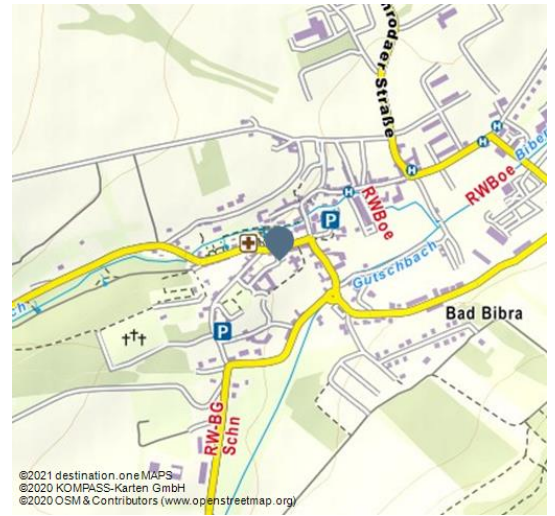 rodaer Straße
H
H
H
H
RWBoe
RWBoe
Biber
P
Gutschbach
ch
Bad Bibra
P
RW-BG
Schn
©2021 destination.one MAPS
©2020 KOMPASS-Karten GmbH
©2020 OSM & Contributors (www.openstreetmap.org)